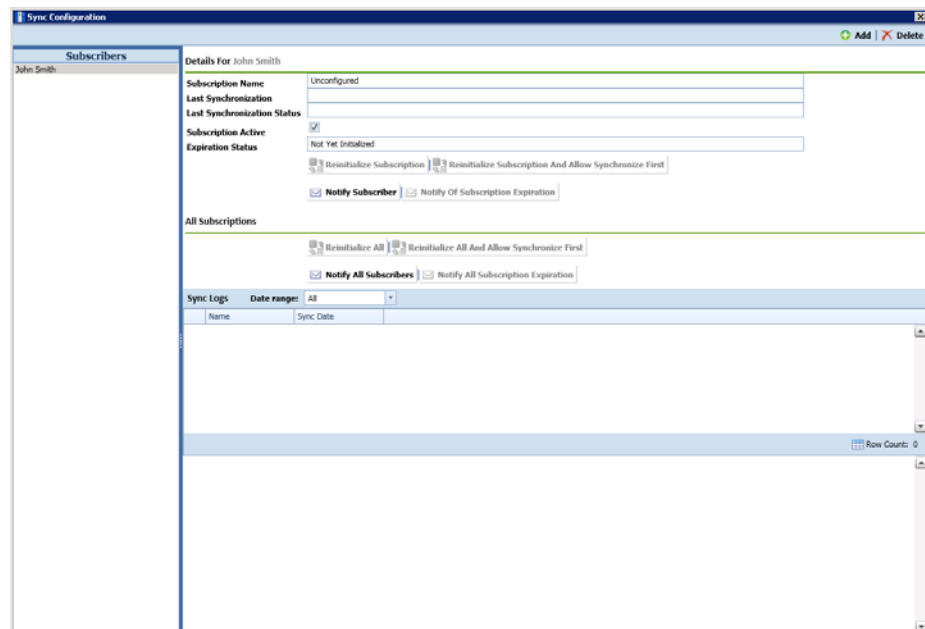 Sync Configuration
Add | Delete
Subscribers
John Smith
Details For John Smith
Subscription Name Unconfigured
Last Synchronization
Last Synchronization Status
Subscription Active
Expiration Status Not Yet Initialized
Reinitialize Subscription | Reinitialize Subscription And Allow Synchronize First
Notify Subscriber | Notify Of Subscription Expiration
All Subscriptions
Reinitialize All | Reinitialize All And Allow Synchronize First
Notify All Subscribers | Notify All Subscription Expiration
Sync Logs Date range: All
Name Sync Date
Row Count: 0